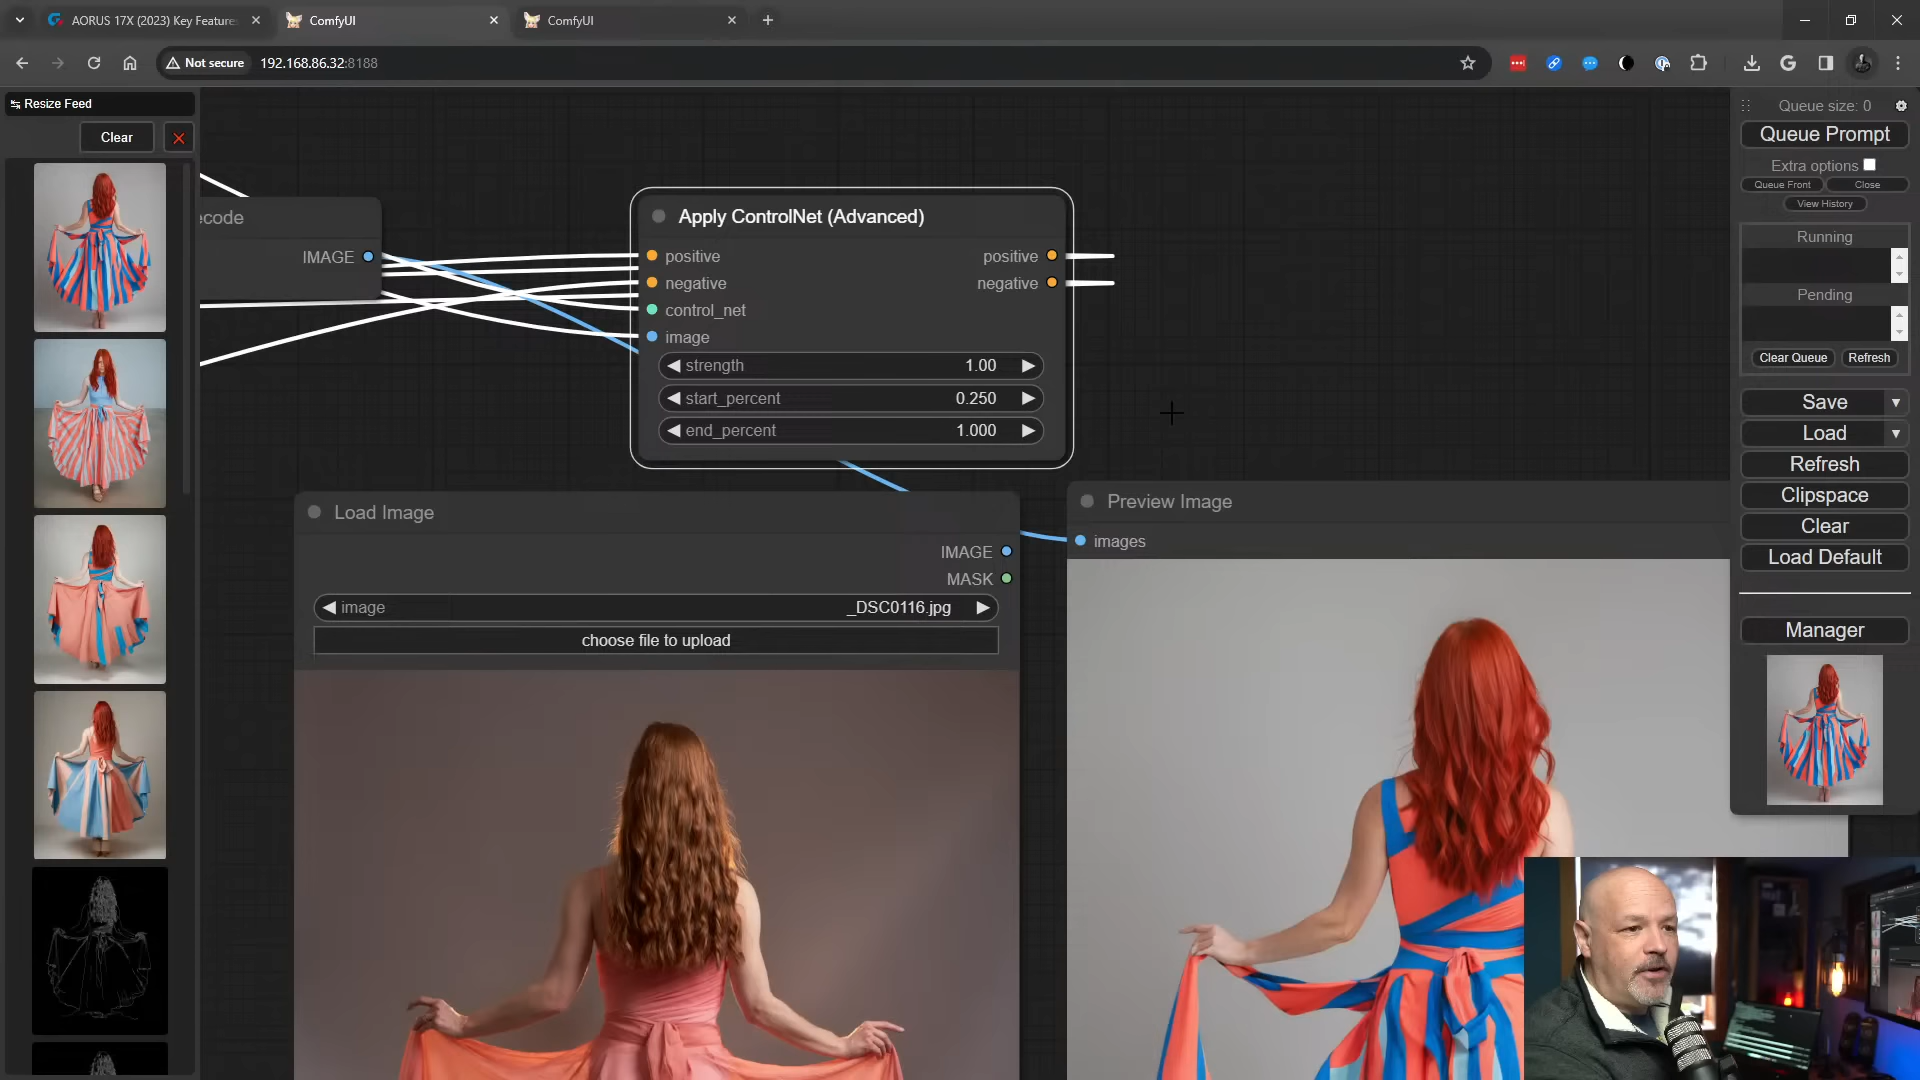 AORUS 17X (2023) Key Feature
ComfyUI
ComfyUI
Not secure
192.168.86.32:8188
Resize Feed
Clear
ecode
IMAGE
Apply ControlNet (Advanced)
positive
positive
negative
negative
control_net
image
strength
1.00
start_percent
0.250
end_percent
1.000
Load Image
IMAGE
MASK
image
_DSC0116.jpg
choose file to upload
Preview Image
images
Queue size: 0
Queue Prompt
Extra options
Queue Front
Close
View History
Running
Pending
Clear Queue
Refresh
Save
Load
Refresh
Clipspace
Clear
Load Default
Manager